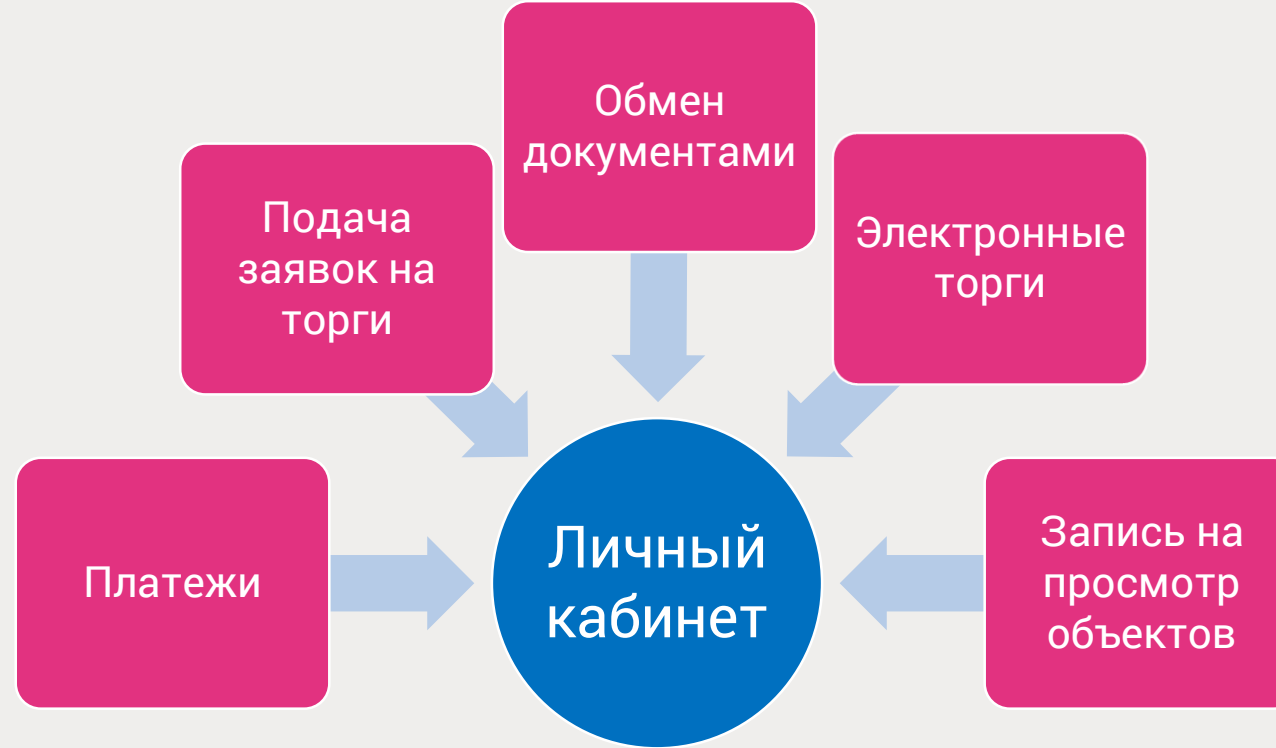 Обмен
документами
Подача
заявок на
торги
Электронные
торги
Платежи
Личный
кабинет
Запись на
просмотр
объектов